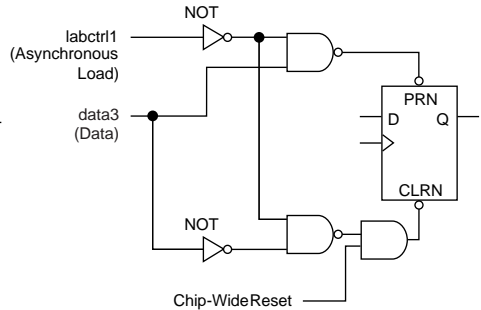 NOT
labctrl1
(Asynchronous
Load)
PRN
data3
(Data)
D Q
CLRN
NOT
Chip-Wide Reset